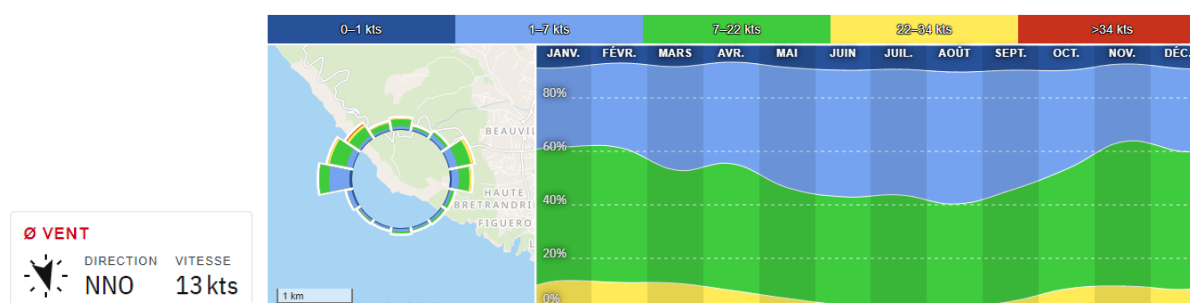 0–1 kts 1–7 kts 7–22 kts 22–34 kts >34 kts
JANV. FÉVR. MARS AVR. MAI JUIN JUIL. AOÛT SEPT. OCT. NOV. DÉC.
80%
BEAUVIL
60%
HAUTE
BRETRANDRI
40%
FIGUERO
Ø VENT
20%
DIRECTION VITESSE
NNO 13 kts
1 km
0%